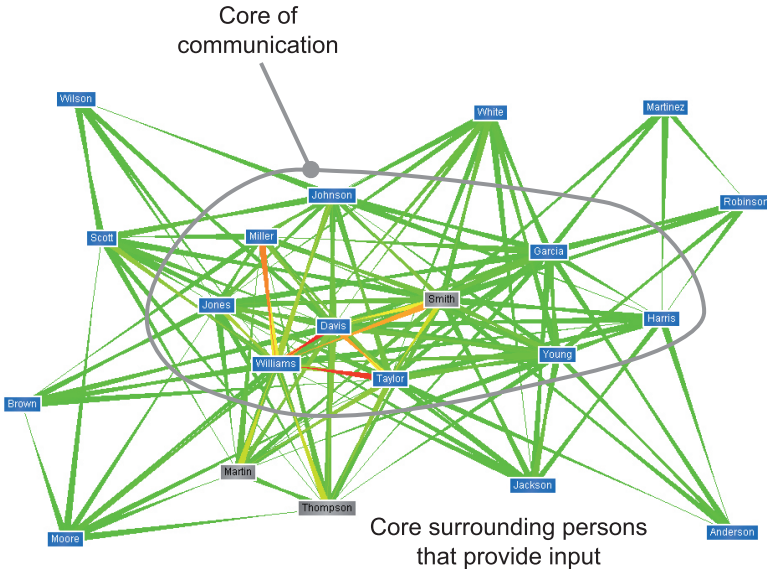 Core of
communication
Wilson
White
Martinez
Johnson
Robinson
Scott
Miller
Garcia
Smith
Jones
Davis
Harris
Williams
Young
Taylor
Brown
Martin
Jackson
Thompson
Core surrounding persons
that provide input
Moore
Anderson